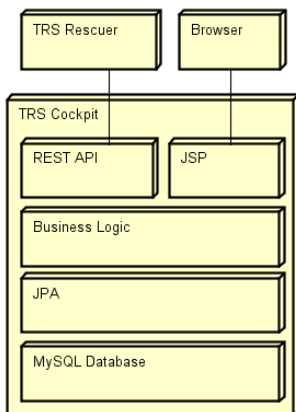 TRS Rescuer
Browser
TRS Cockpit
REST API
JSP
Business Logic
JPA
MySQL Database